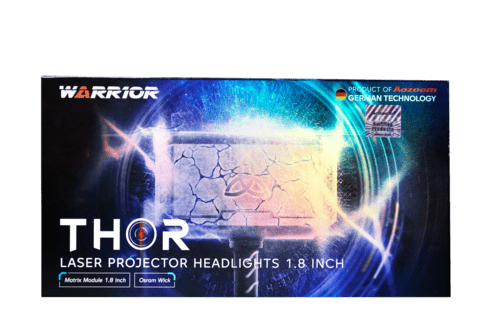 WARRIOR
PRODUCT OF Aozoom
GERMAN TECHNOLOGY
THOR
LASER PROJECTOR HEADLIGHTS 1.8 INCH
Matrix Module 1.8 Inch
Osram Wick